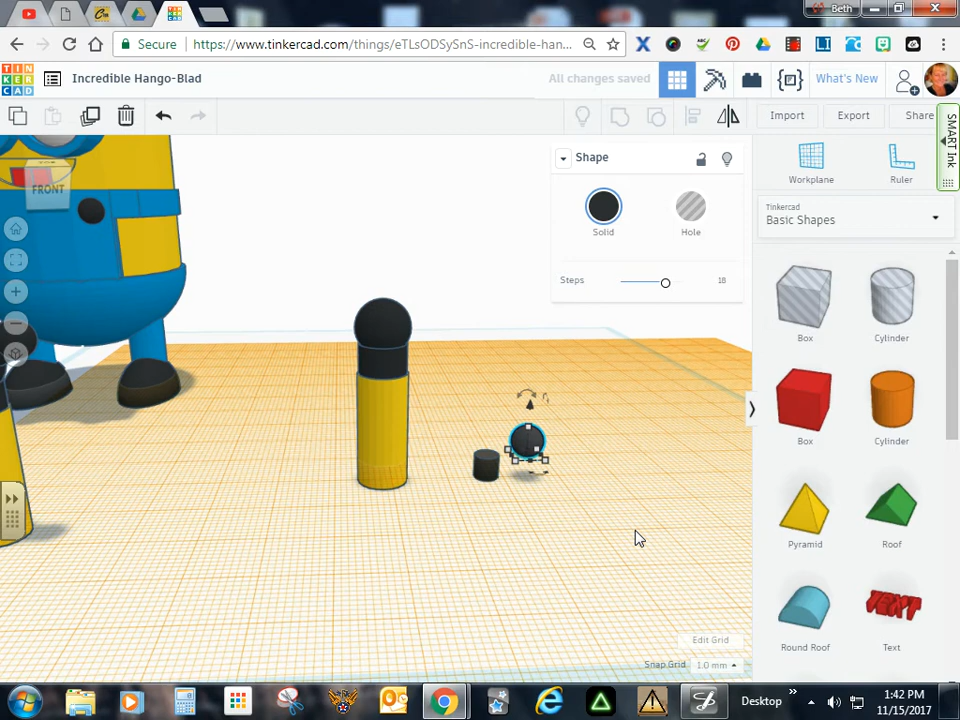 Beth
Secure
https://www.tinkercad.com/things/eTLsODSySnS-incredible-han...
TIN
KER
CAD
Incredible Hango-Blad
All changes saved
What's New
Import
Export
Share
SMART Ink
FRONT
Shape
Solid
Hole
Steps
18
Workplane
Ruler
Tinkercad
Basic Shapes
Box
Cylinder
Box
Cylinder
Pyramid
Roof
TEXT
Round Roof
Text
Edit Grid
Snap Grid
1.0 mm
Desktop
1:42 PM
11/15/2017